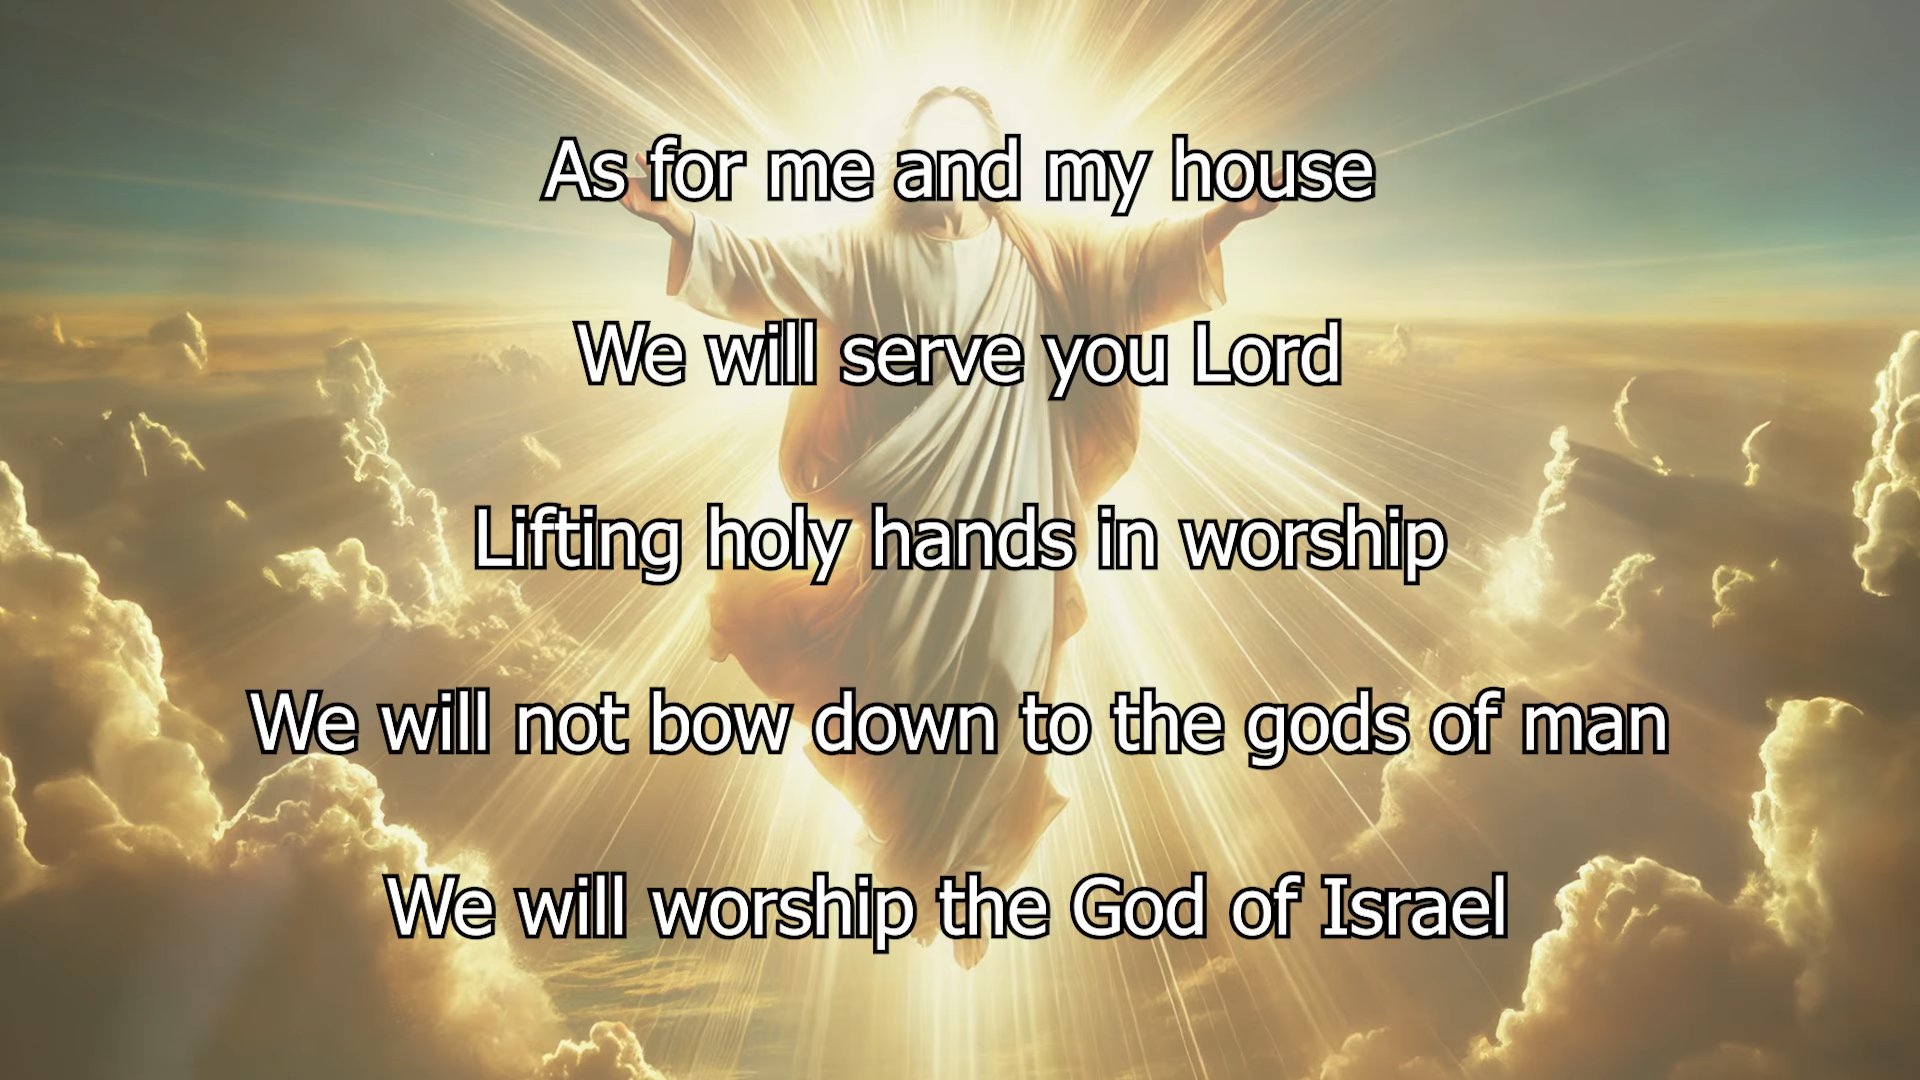 As for me and my house
We will serve you Lord
Lifting holy hands in worship
We will not bow down to the gods of man
We will worship the God of Israel